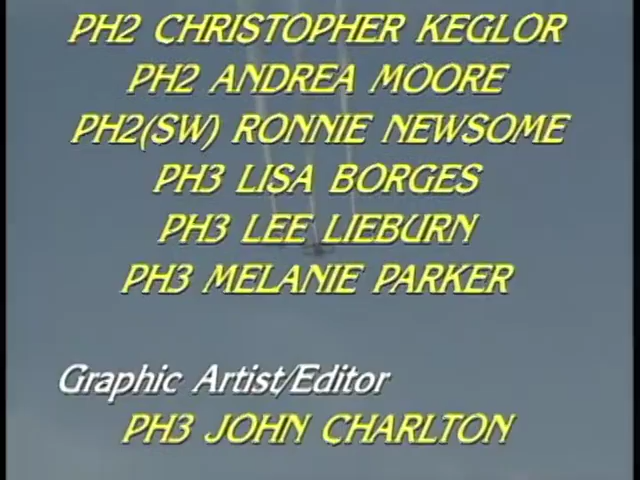 PH2 CHRISTOPHER KEGLOR
PH2 ANDREA MOORE
PH2(SW) RONNIE NEWSOME
PH3 LISA BORGES
PH3 LEE LIEBURN
PH3 MELANIE PARKER
Graphic Artist/Editor
PH3 JOHN CHARLTON